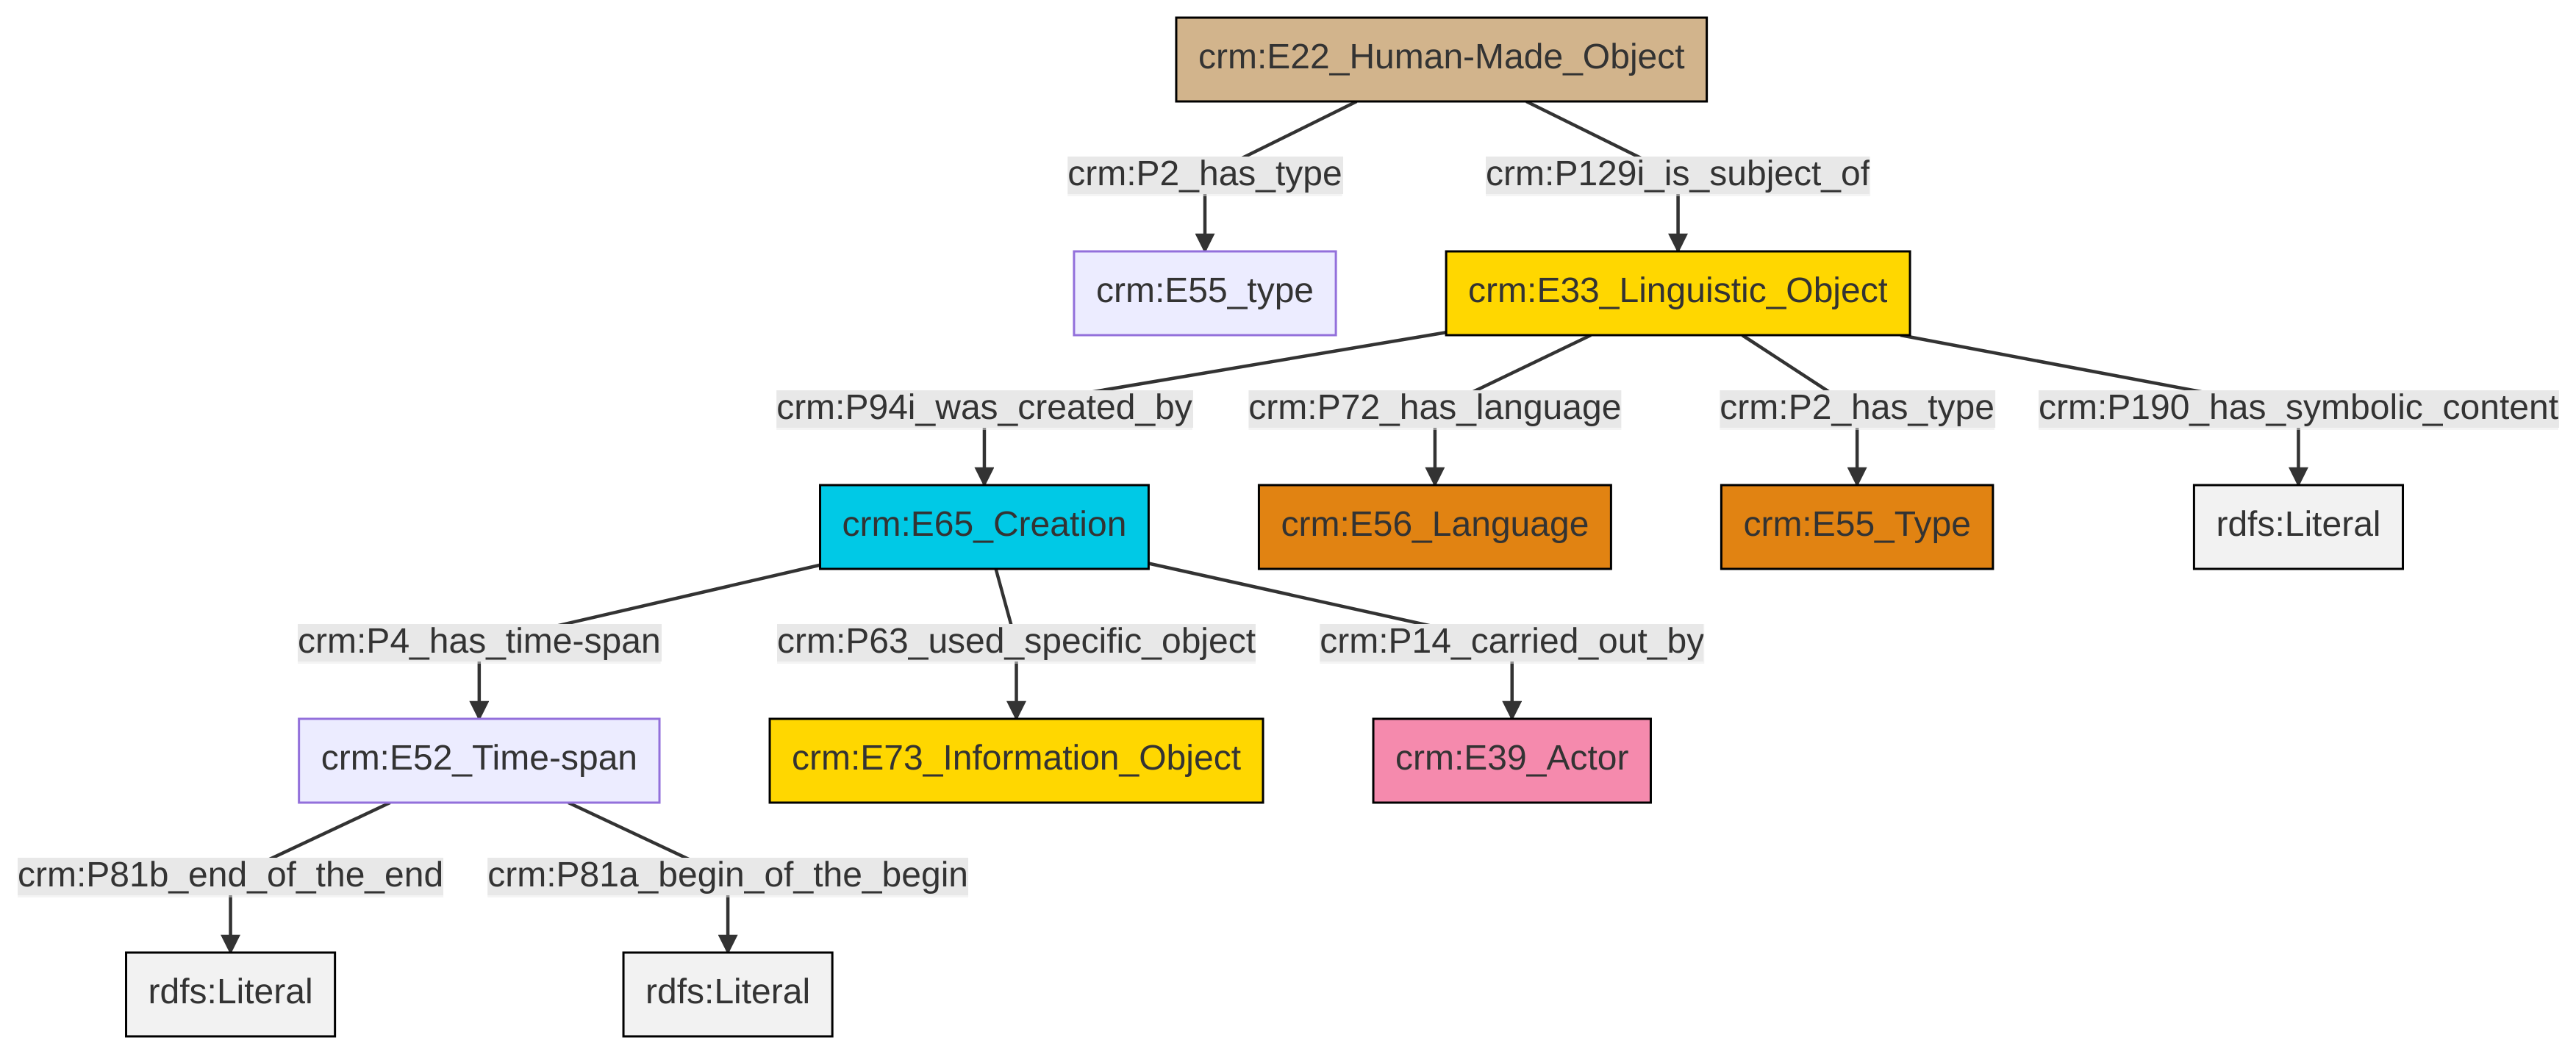 crm:E22_Human-Made_Object
crm:P2_has_type
crm:P129i_is_subject_of
crm:E55_type
crm:E33_Linguistic_Object
crm:P94i_was_created_by
crm:P72_has_language
crm:P2_has_type
crm:P190_has_symbolic_content
crm:E65_Creation
crm:E56_Language
crm:E55_Type
rdfs:Literal
crm:P4_has_time-span
crm:P63_used_specific_object
crm:P14_carried_out_by
crm:E52_Time-span
crm:E73_Information_Object
crm:E39_Actor
crm:P81b_end_of_the_end
crm:P81a_begin_of_the_begin
rdfs:Literal
rdfs:Literal